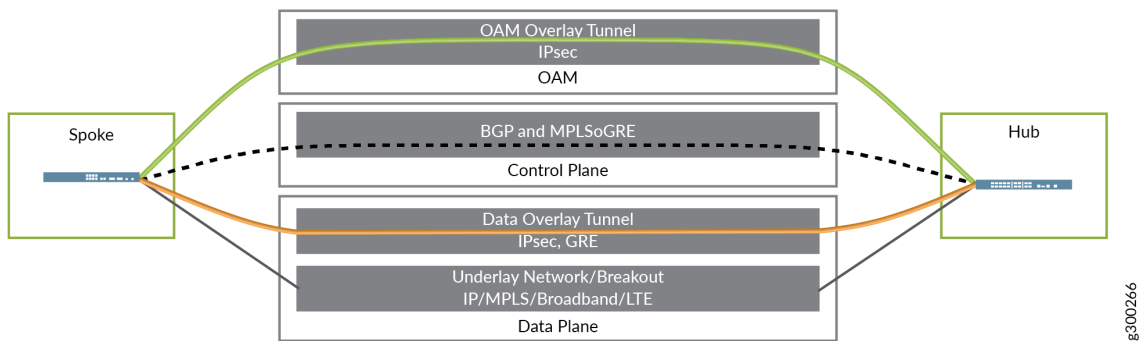 OAM Overlay Tunnel
IPsec
OAM
Spoke
Hub
BGP and MPLSoGRE
Control Plane
Data Overlay Tunnel
IPsec, GRE
Underlay Network/Breakout
IP/MPLS/Broadband/LTE
Data Plane
g300266